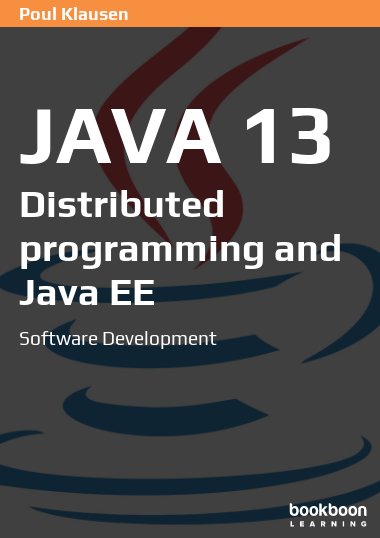 Poul Klausen
JAVA 13
Distributed
programming and
Java EE
Software Development
bookboon
LEARNING